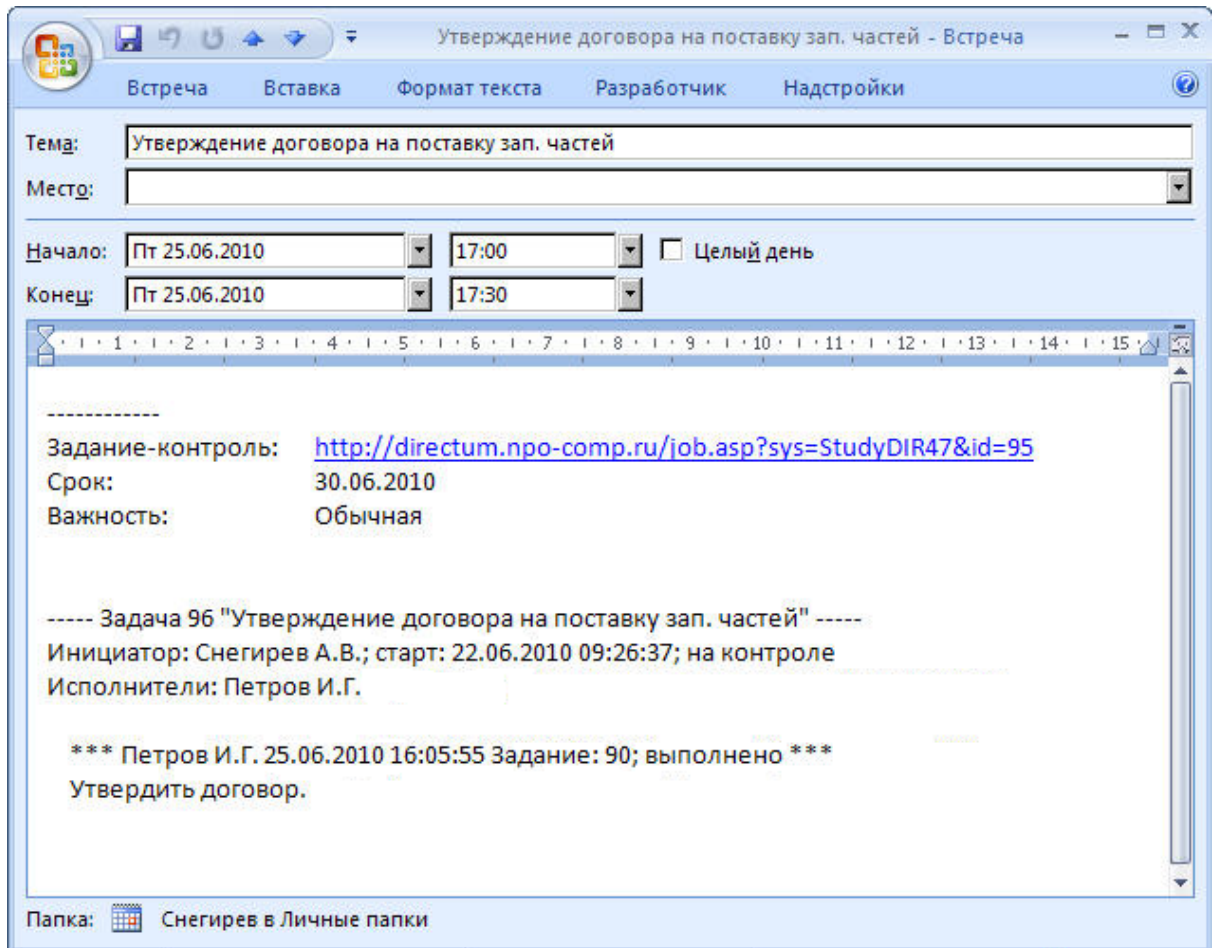 Утверждение договора на поставку зап. частей - Встреча
Встреча Вставка Формат текста Разработчик Надстройки
Тема: Утверждение договора на поставку зап. частей
Место:
Начало: Пт 25.06.2010 17:00 Целый день
Конец: Пт 25.06.2010 17:30
1 2 3 4 5 6 7 8 9 10 11 12 13 14 15
------------
Задание-контроль: http://directum.npo-comp.ru/job.asp?sys=StudyDIR47&id=95
Срок: 30.06.2010
Важность: Обычная
----- Задача 96 "Утверждение договора на поставку зап. частей" -----
Инициатор: Снегирев А.В.; старт: 22.06.2010 09:26:37; на контроле
Исполнители: Петров И.Г.
*** Петров И.Г. 25.06.2010 16:05:55 Задание: 90; выполнено ***
Утвердить договор.
Папка: Снегирев в Личные папки